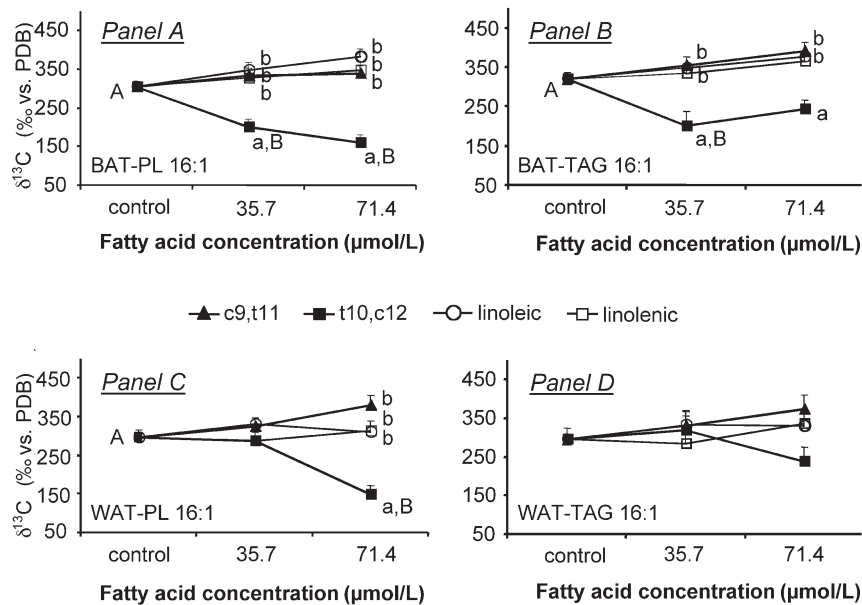 Panel A
δ13C (‰ vs. PDB)
450
350
250
150
50
A
b
b
b
b
b
b
a,B
a,B
BAT-PL 16:1
control 35.7 71.4
Fatty acid concentration (µmol/L)
Panel B
450
350
250
150
50
A
b
b
b
b
a,B
a
BAT-TAG 16:1
control 35.7 71.4
Fatty acid concentration (µmol/L)
c9,t11 t10,c12 linoleic linolenic
Panel C
δ13C (‰ vs. PDB)
450
350
250
150
50
A
b
b
b
a,B
WAT-PL 16:1
control 35.7 71.4
Fatty acid concentration (µmol/L)
Panel D
450
350
250
150
50
WAT-TAG 16:1
control 35.7 71.4
Fatty acid concentration (µmol/L)